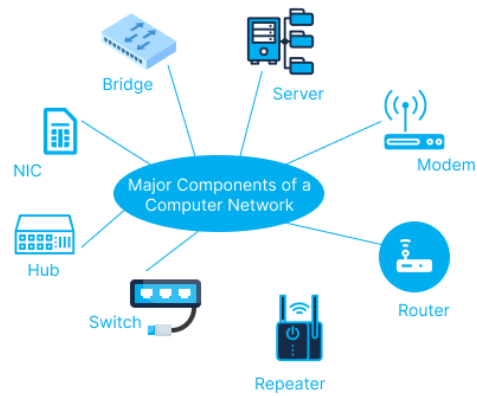 Bridge
Server
NIC
Modem
Major Components of a
Computer Network
Hub
Switch
Router
Repeater